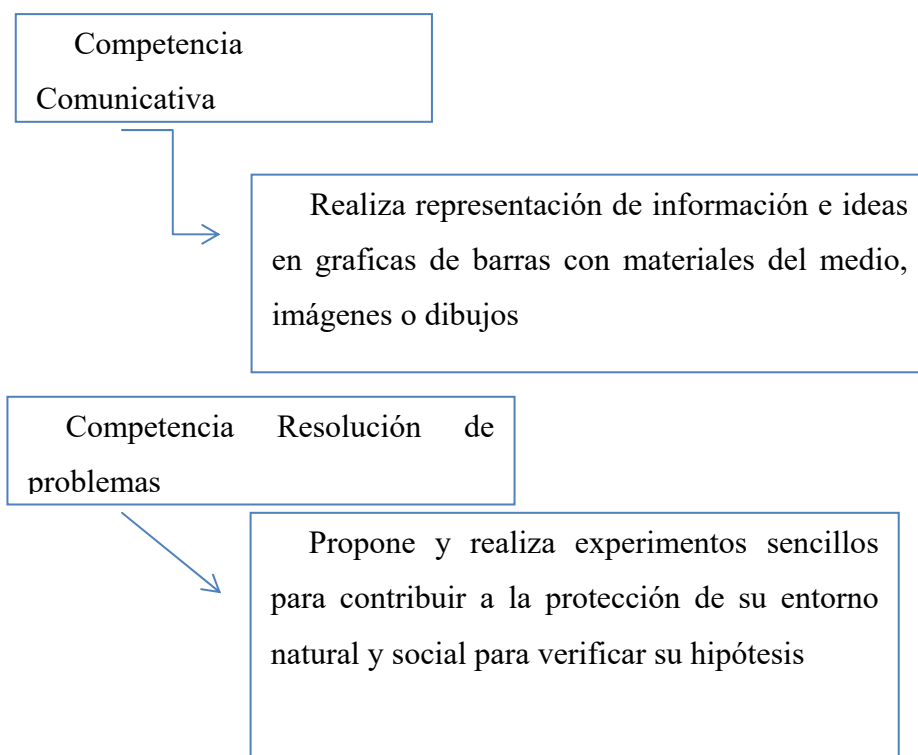 Competencia
Comunicativa
Realiza representación de información e ideas
en graficas de barras con materiales del medio,
imágenes o dibujos
Competencia Resolución de
problemas
Propone y realiza experimentos sencillos
para contribuir a la protección de su entorno
natural y social para verificar su hipótesis